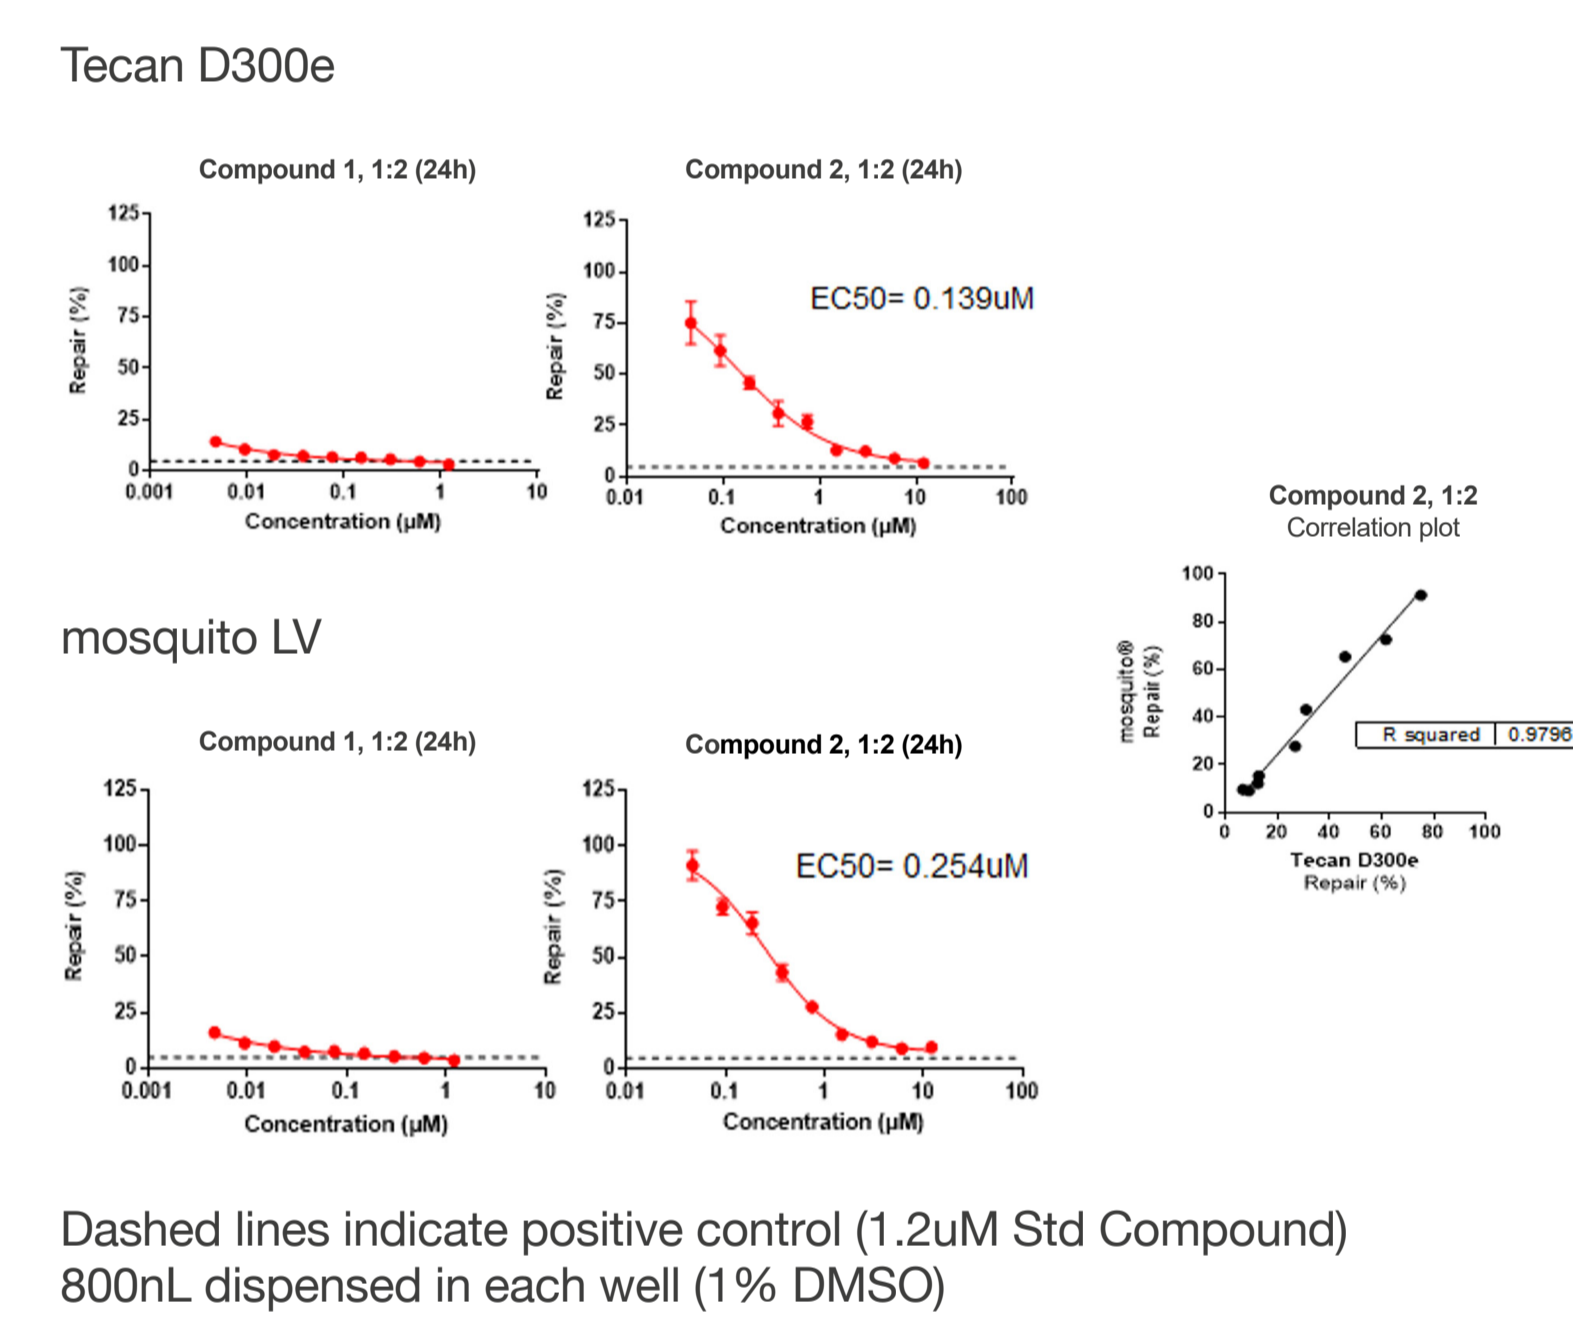 Tecan D300e
Compound 1, 1:2 (24h)
125
100
75
50
25
0
Repair (%)
0.001 0.01 0.1 1 10
Concentration (µM)
Compound 2, 1:2 (24h)
125
100
75
50
25
0
Repair (%)
EC50= 0.139uM
0.01 0.1 1 10 100
Concentration (µM)
mosquito LV
Compound 1, 1:2 (24h)
125
100
75
50
25
0
Repair (%)
0.001 0.01 0.1 1 10
Concentration (µM)
Compound 2, 1:2 (24h)
125
100
75
50
25
0
Repair (%)
EC50= 0.254uM
0.01 0.1 1 10 100
Concentration (µM)
Compound 2, 1:2
Correlation plot
100
80
60
40
20
0
mosquito®
Repair (%)
R squared 0.9796
0 20 40 60 80 100
Tecan D300e
Repair (%)
Dashed lines indicate positive control (1.2uM Std Compound)
800nL dispensed in each well (1% DMSO)